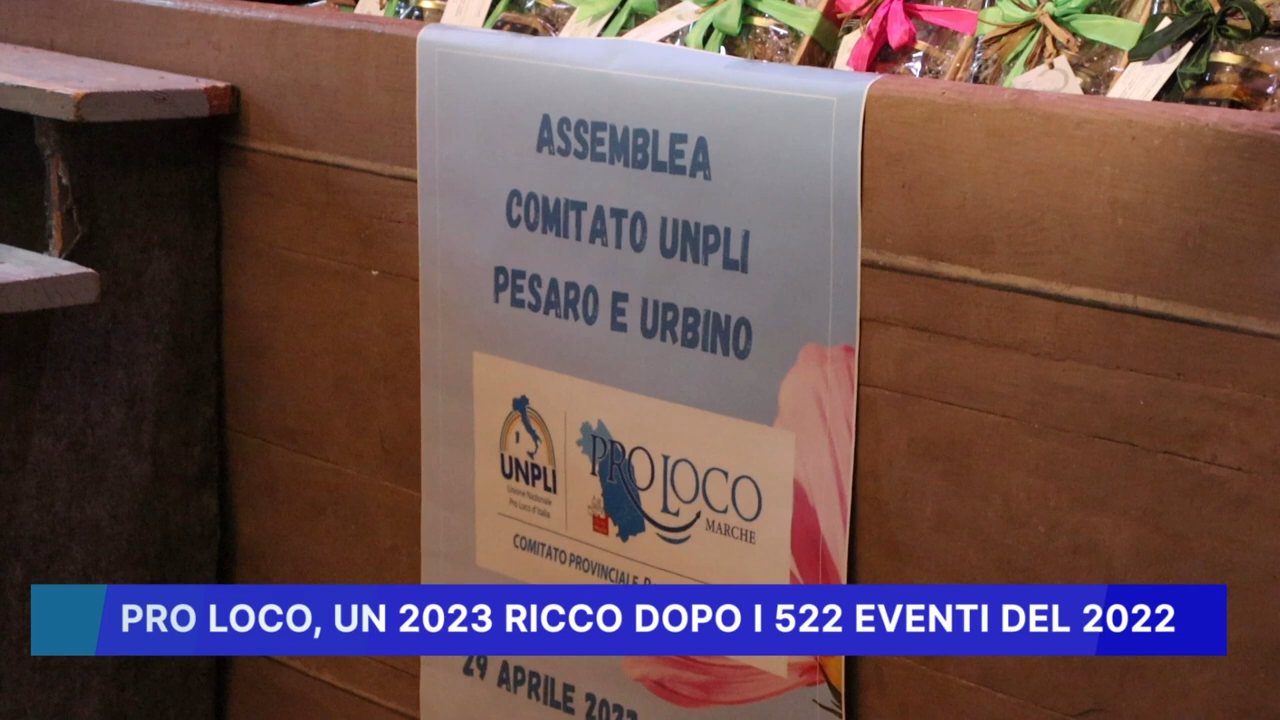 ASSEMBLEA
COMITATO UNPLI
PESARO E URBINO
UNPLI
Unione Nazionale
Pro Loco d'Italia
PRO LOCO
MARCHE
COMITATO PROVINCIALE
PRO LOCO, UN 2023 RICCO DOPO I 522 EVENTI DEL 2022
29 APRILE